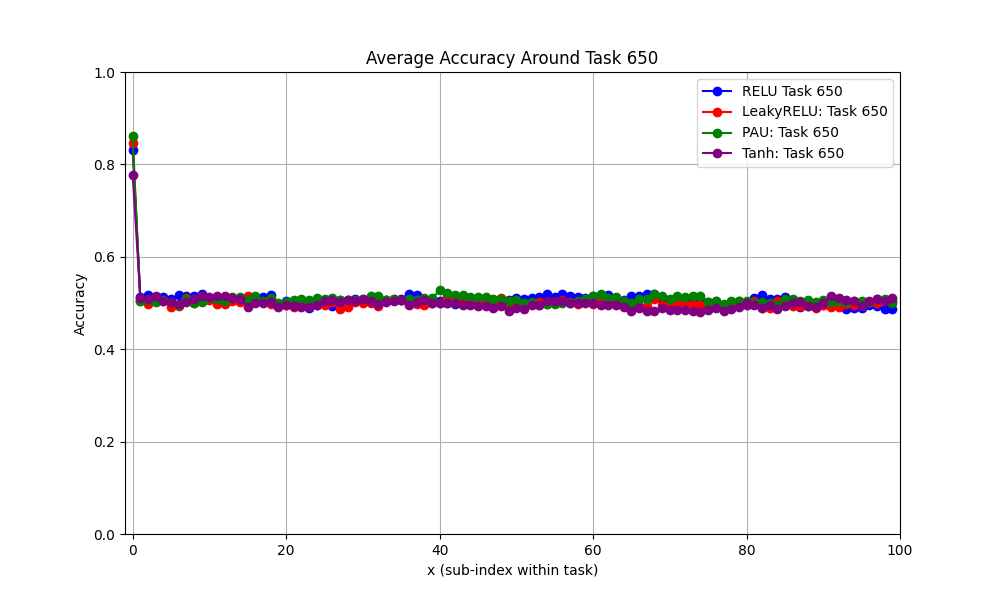 Average Accuracy Around Task 650
RELU Task 650
LeakyRELU: Task 650
PAU: Task 650
Tanh: Task 650
Accuracy
1.0
0.8
0.6
0.4
0.2
0.0
0 20 40 60 80 100
x (sub-index within task)